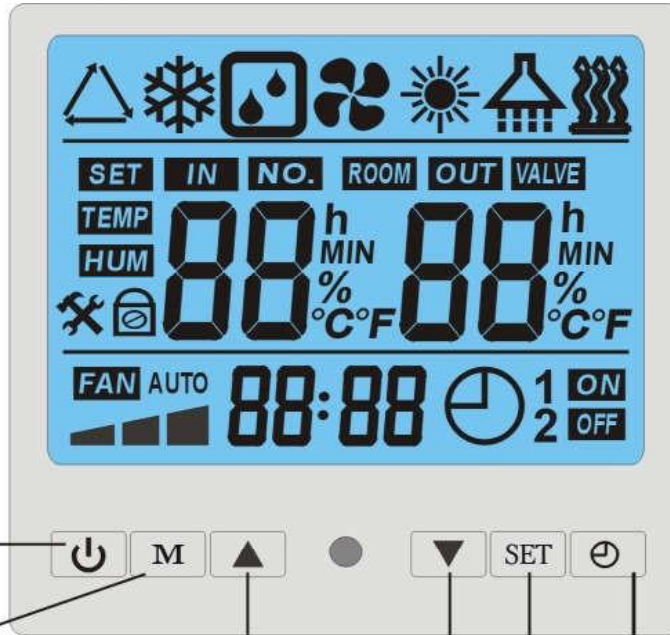 SET IN NO. ROOM OUT VALVE
TEMP 88 h 88 h
HUM MIN MIN
% %
°C°F °C°F
FAN AUTO 88:88 1 ON
2 OFF
M SET